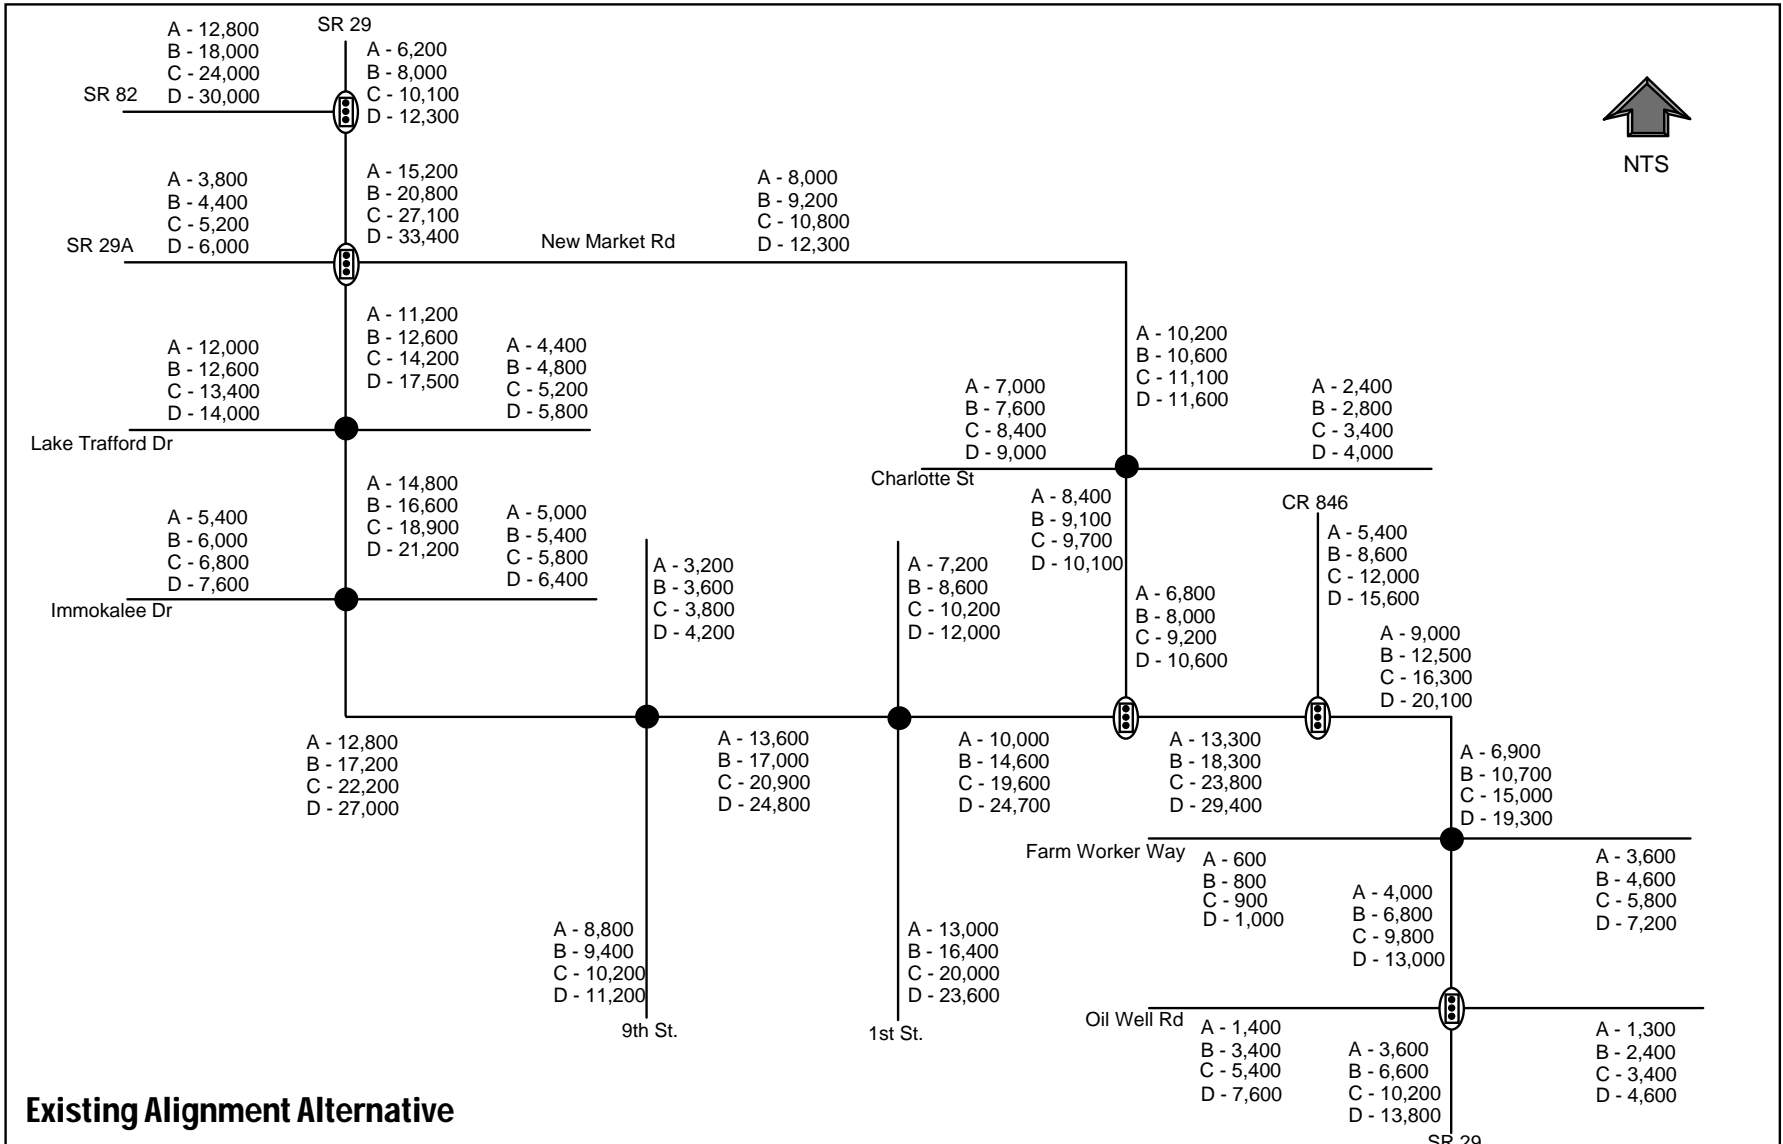 SR 29
A - 12,800
B - 18,000
C - 24,000
D - 30,000
SR 82
A - 6,200
B - 8,000
C - 10,100
D - 12,300
NTS
A - 3,800
B - 4,400
C - 5,200
D - 6,000
SR 29A
A - 15,200
B - 20,800
C - 27,100
D - 33,400
New Market Rd
A - 8,000
B - 9,200
C - 10,800
D - 12,300
A - 11,200
B - 12,600
C - 14,200
D - 17,500
A - 12,000
B - 12,600
C - 13,400
D - 14,000
Lake Trafford Dr
A - 4,400
B - 4,800
C - 5,200
D - 5,800
A - 10,200
B - 10,600
C - 11,100
D - 11,600
A - 7,000
B - 7,600
C - 8,400
D - 9,000
Charlotte St
A - 2,400
B - 2,800
C - 3,400
D - 4,000
A - 14,800
B - 16,600
C - 18,900
D - 21,200
A - 5,400
B - 6,000
C - 6,800
D - 7,600
Immokalee Dr
A - 5,000
B - 5,400
C - 5,800
D - 6,400
A - 3,200
B - 3,600
C - 3,800
D - 4,200
A - 7,200
B - 8,600
C - 10,200
D - 12,000
A - 8,400
B - 9,100
C - 9,700
D - 10,100
A - 6,800
B - 8,000
C - 9,200
D - 10,600
CR 846
A - 5,400
B - 8,600
C - 12,000
D - 15,600
A - 9,000
B - 12,500
C - 16,300
D - 20,100
A - 12,800
B - 17,200
C - 22,200
D - 27,000
A - 13,600
B - 17,000
C - 20,900
D - 24,800
A - 10,000
B - 14,600
C - 19,600
D - 24,700
A - 13,300
B - 18,300
C - 23,800
D - 29,400
A - 6,900
B - 10,700
C - 15,000
D - 19,300
Farm Worker Way
A - 600
B - 800
C - 900
D - 1,000
A - 4,000
B - 6,800
C - 9,800
D - 13,000
A - 3,600
B - 4,600
C - 5,800
D - 7,200
A - 8,800
B - 9,400
C - 10,200
D - 11,200
9th St.
A - 13,000
B - 16,400
C - 20,000
D - 23,600
1st St.
Oil Well Rd
A - 1,400
B - 3,400
C - 5,400
D - 7,600
A - 3,600
B - 6,600
C - 10,200
D - 13,800
A - 1,300
B - 2,400
C - 3,400
D - 4,600
SR 29
Existing Alignment Alternative